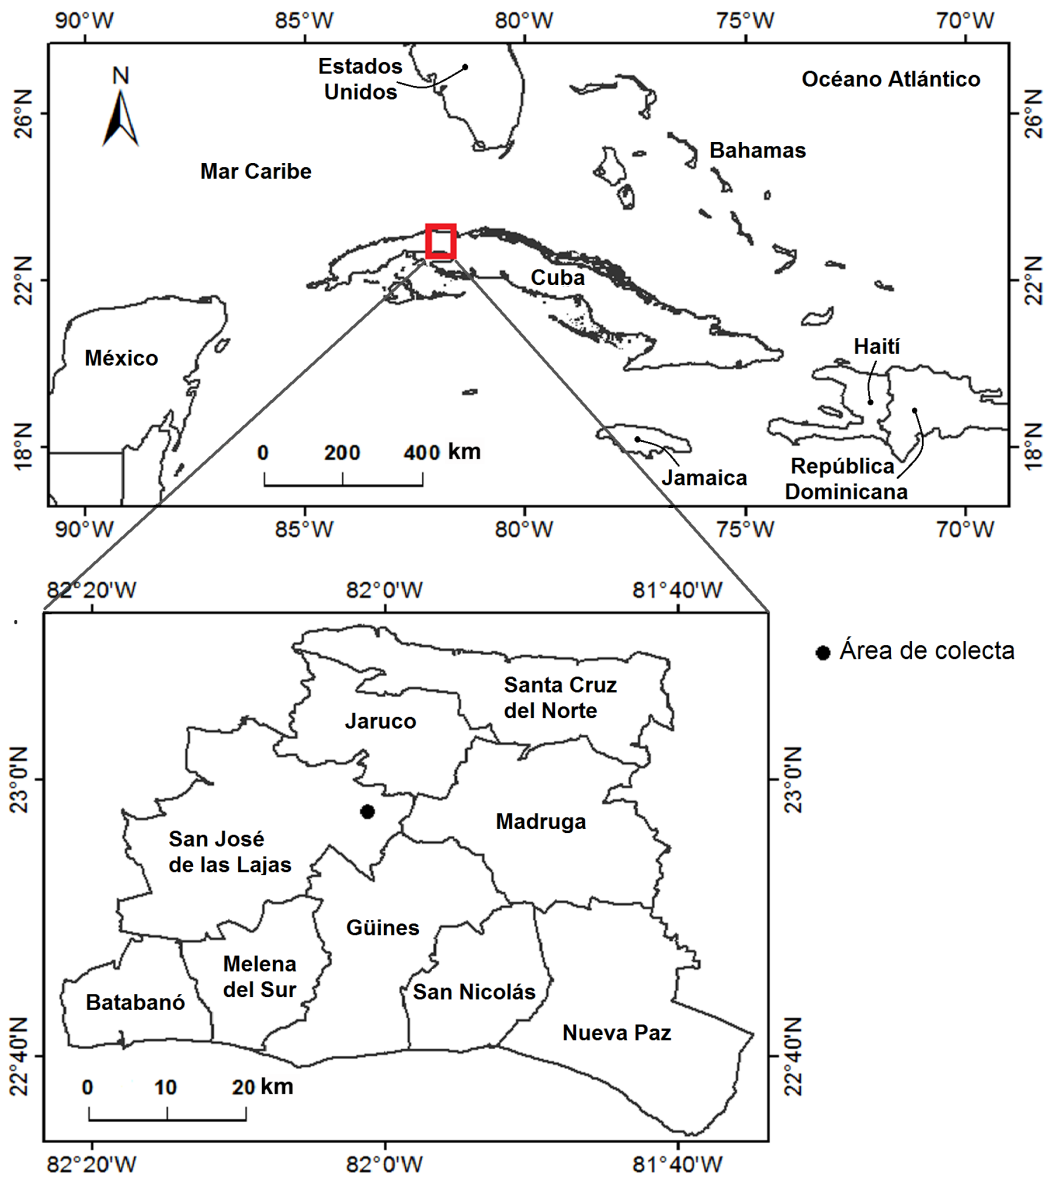 90°W 85°W 80°W 75°W 70°W
Estados
Unidos
Océano Atlántico
N
26°N 26°N
Bahamas
Mar Caribe
Cuba
22°N 22°N
México
Haití
18°N 18°N
0 200 400 km
República
Dominicana
Jamaica
90°W 85°W 80°W 75°W 70°W
82°20'W 82°0'W 81°40'W
Área de colecta
Santa Cruz
del Norte
Jaruco
23°0'N 23°0'N
Madruga
San José
de las Lajas
Güines
Melena
del Sur
San Nicolás
Batabanó
Nueva Paz
22°40'N 22°40'N
0 10 20 km
82°20'W 82°0'W 81°40'W